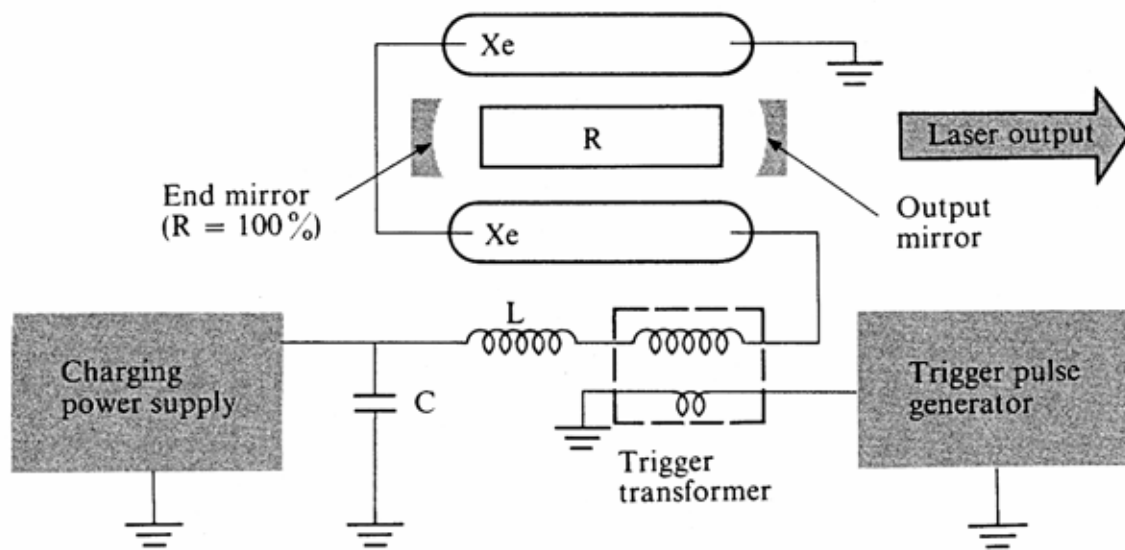 Xe
R
Laser output
End mirror
(R = 100%)
Output
mirror
Xe
L
Charging
power supply
C
Trigger pulse
generator
Trigger
transformer